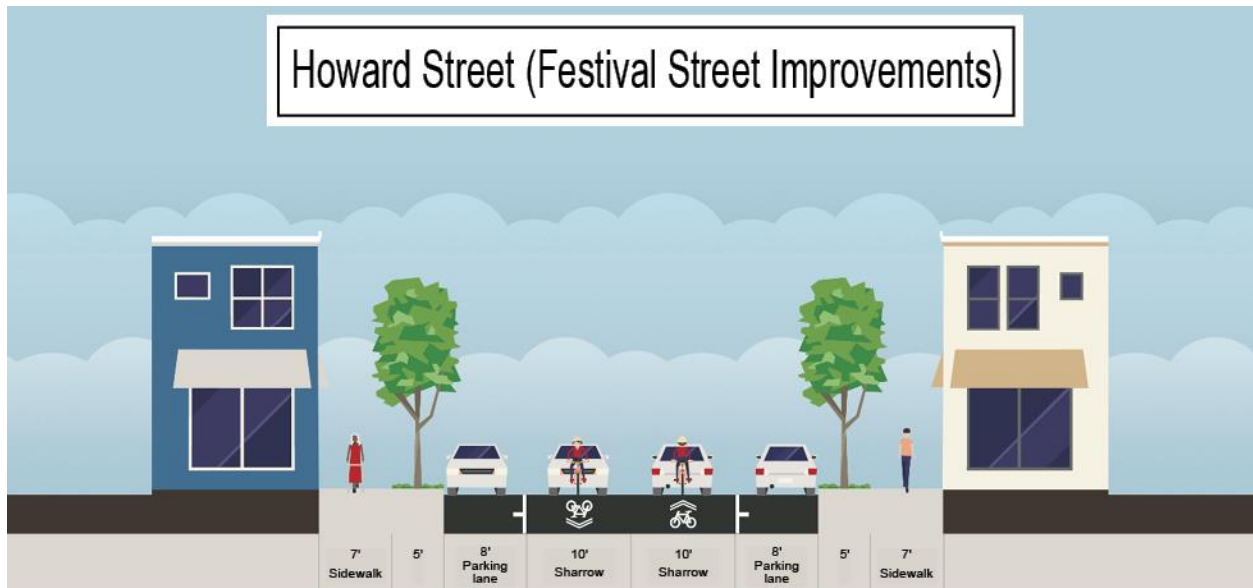 Howard Street (Festival Street Improvements)
7'
Sidewalk
5'
8'
Parking
lane
10'
Sharrow
10'
Sharrow
8'
Parking
lane
5'
7'
Sidewalk